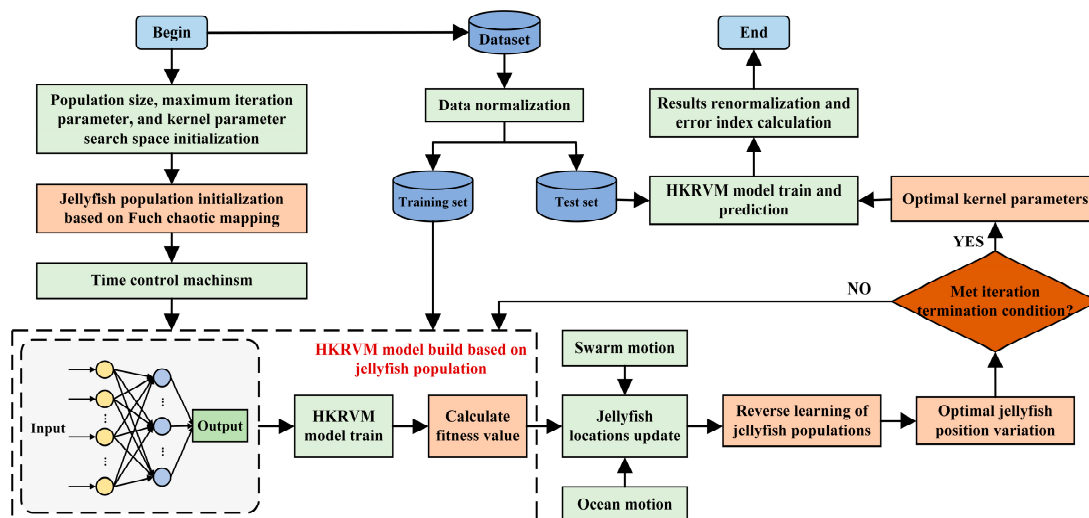 Begin
Dataset
End
Population size, maximum iteration
parameter, and kernel parameter
search space initialization
Data normalization
Results renormalization and
error index calculation
Jellyfish population initialization
based on Fuch chaotic mapping
Training set
Test set
HKRVM model train and
prediction
Optimal kernel parameters
YES
Time control machinsm
NO
Met iteration
termination condition?
HKRVM model build based on
jellyfish population
Swarm motion
Input
Output
HKRVM
model train
Calculate
fitness value
Jellyfish
locations update
Reverse learning of
jellyfish populations
Optimal jellyfish
position variation
Ocean motion